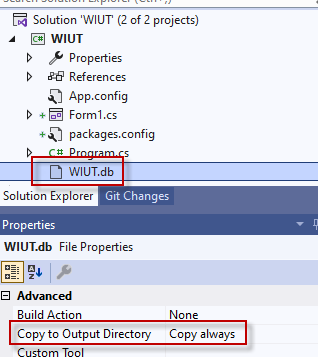 Search Solution Explorer (Ctrl+;)
Solution 'WIUT' (2 of 2 projects)
C# WIUT
Properties
References
App.config
+ Form1.cs
+ packages.config
C# Program.cs
WIUT.db
Solution Explorer Git Changes
Properties
WIUT.db File Properties
Advanced
Build Action None
Copy to Output Directory Copy always
Custom Tool